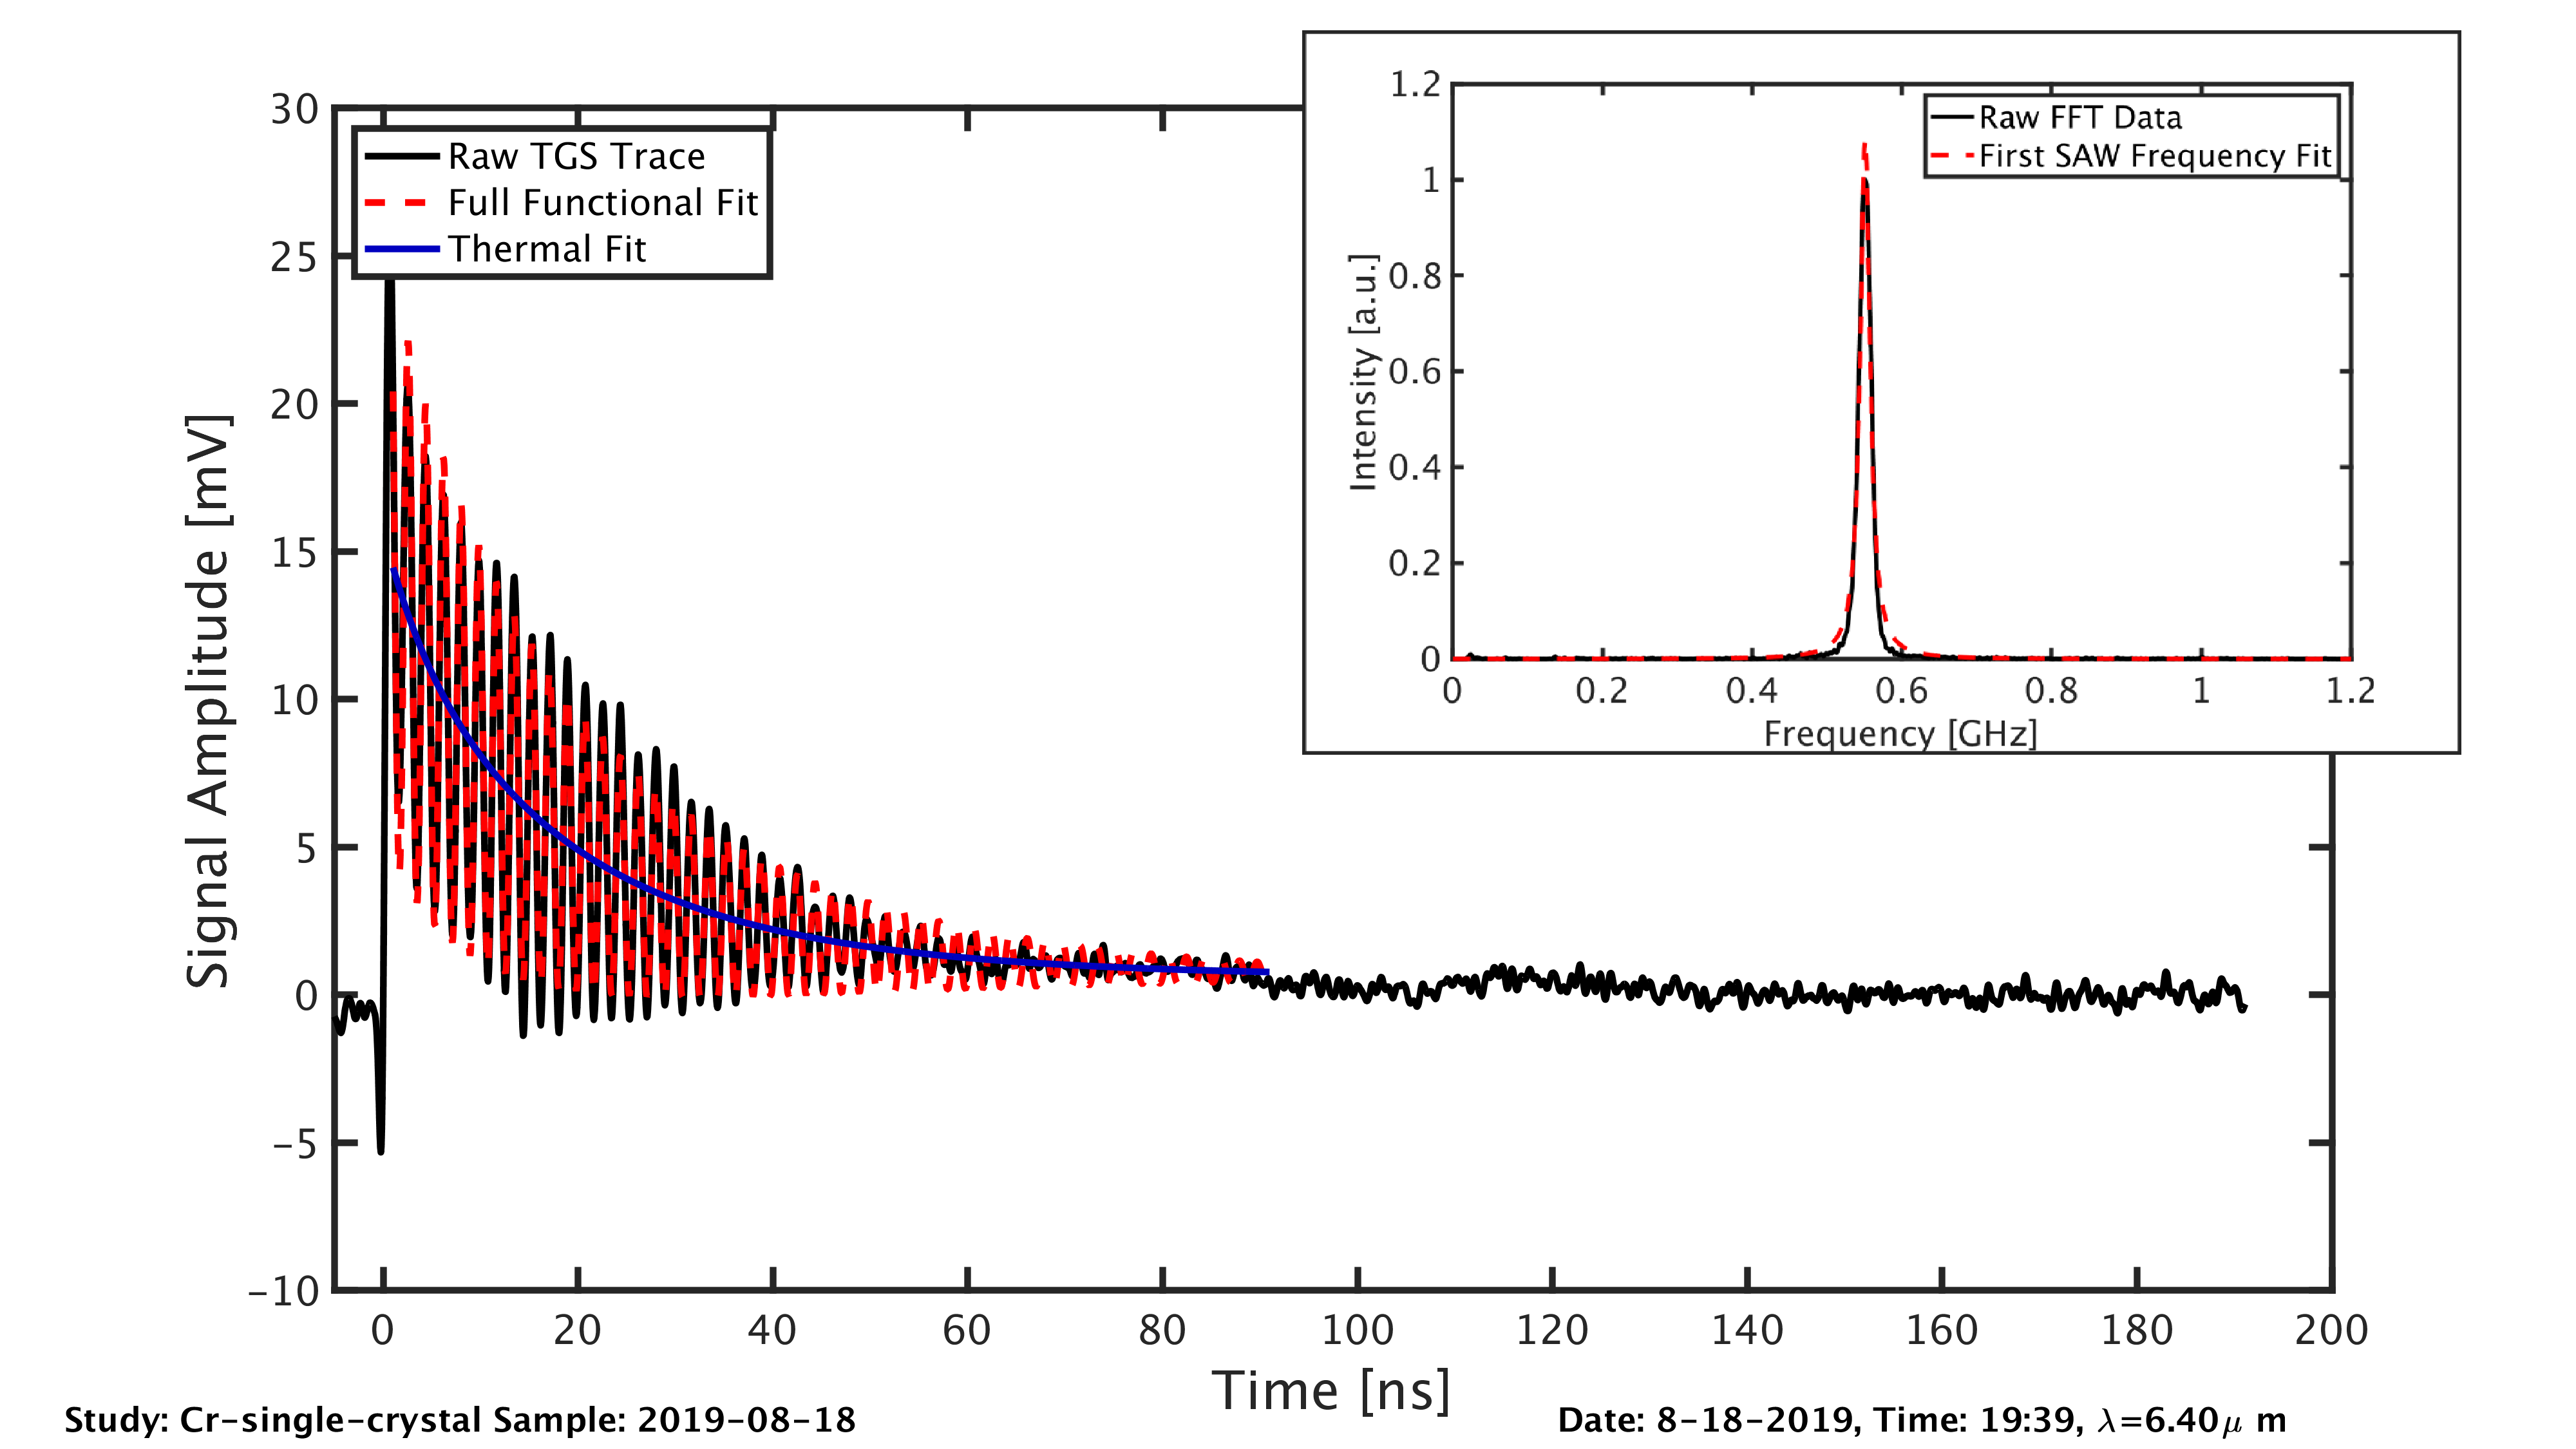 30
25
20
15
10
5
0
−5
−10
Signal Amplitude [mV]
Raw TGS Trace
Full Functional Fit
Thermal Fit
0 20 40 60 80 100 120 140 160 180 200
Time [ns]
1.2
1
0.8
0.6
0.4
0.2
0
Intensity [a.u.]
Raw FFT Data
First SAW Frequency Fit
0 0.2 0.4 0.6 0.8 1 1.2
Frequency [GHz]
Study: Cr−single−crystal Sample: 2019−08−18
Date: 8−18−2019, Time: 19:39, λ=6.40μ m